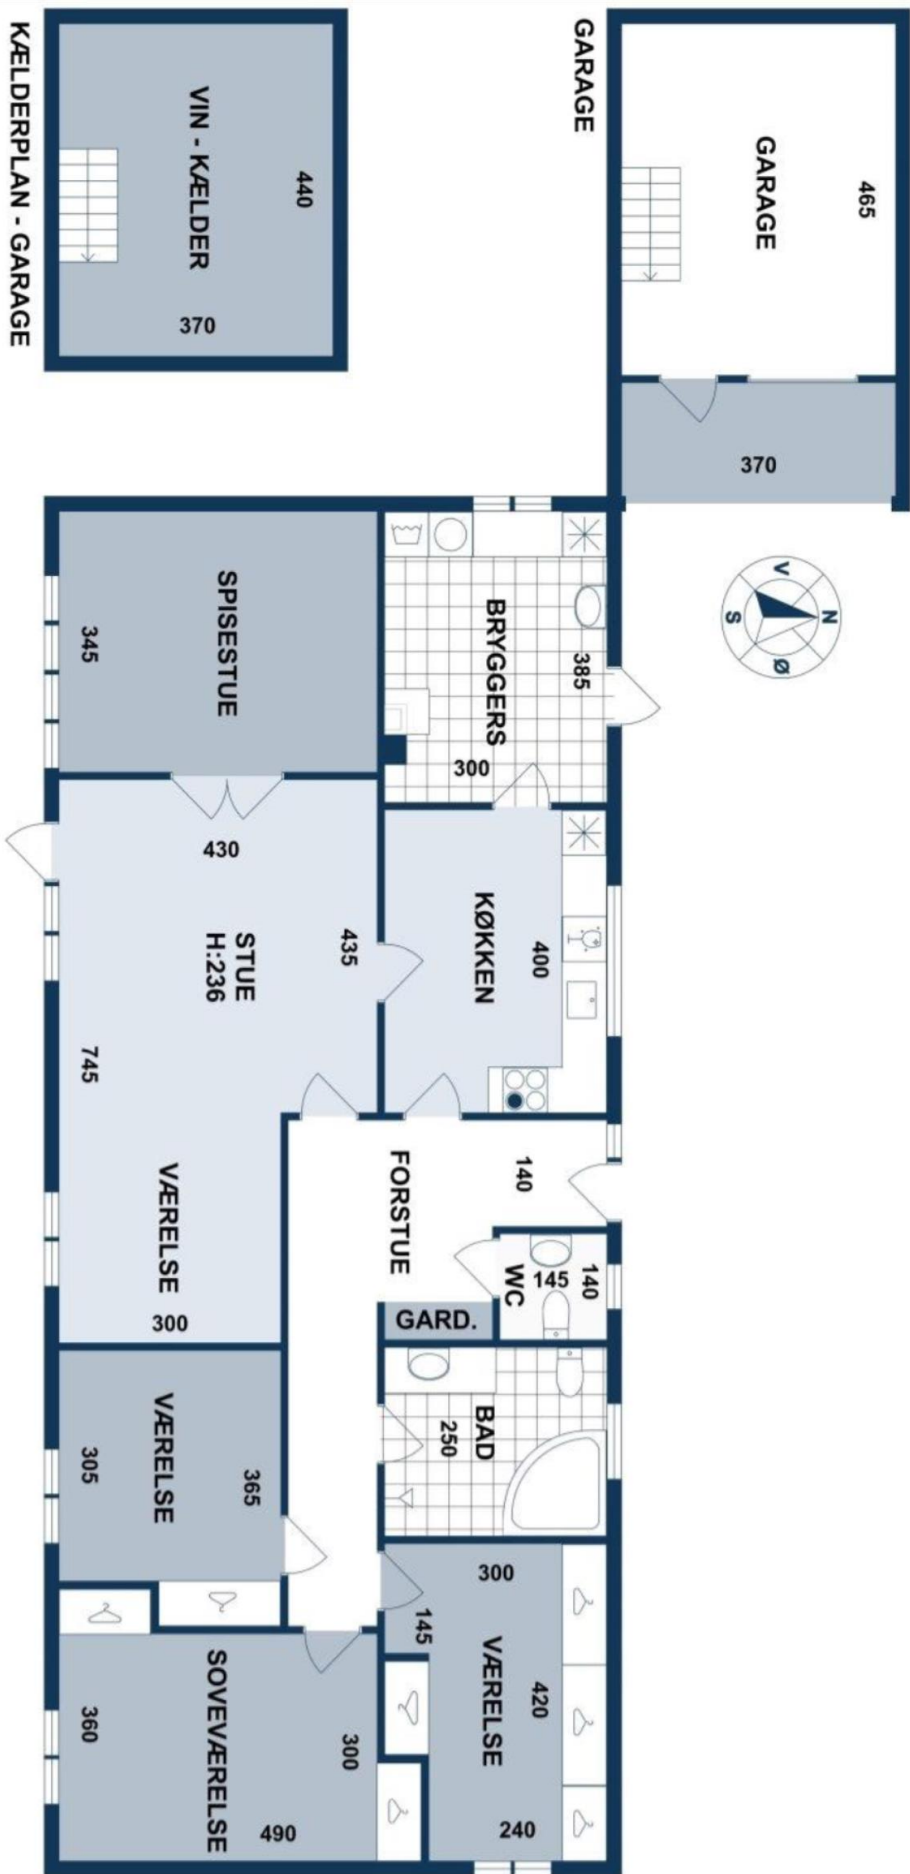 KÆLDERPLAN - GARAGE
VIN - KÆLDER
440
370
GARAGE
GARAGE
465
370
N
V
S
Ø
SPISESTUE
345
BRYGGERS
385
300
430
STUE
H:236
435
745
VÆRELSE
300
KØKKEN
400
FORSTUE
140
WC
145
140
GARD.
BAD
250
VÆRELSE
305
365
SOVEVÆRELSE
360
300
490
VÆRELSE
300
145
420
240